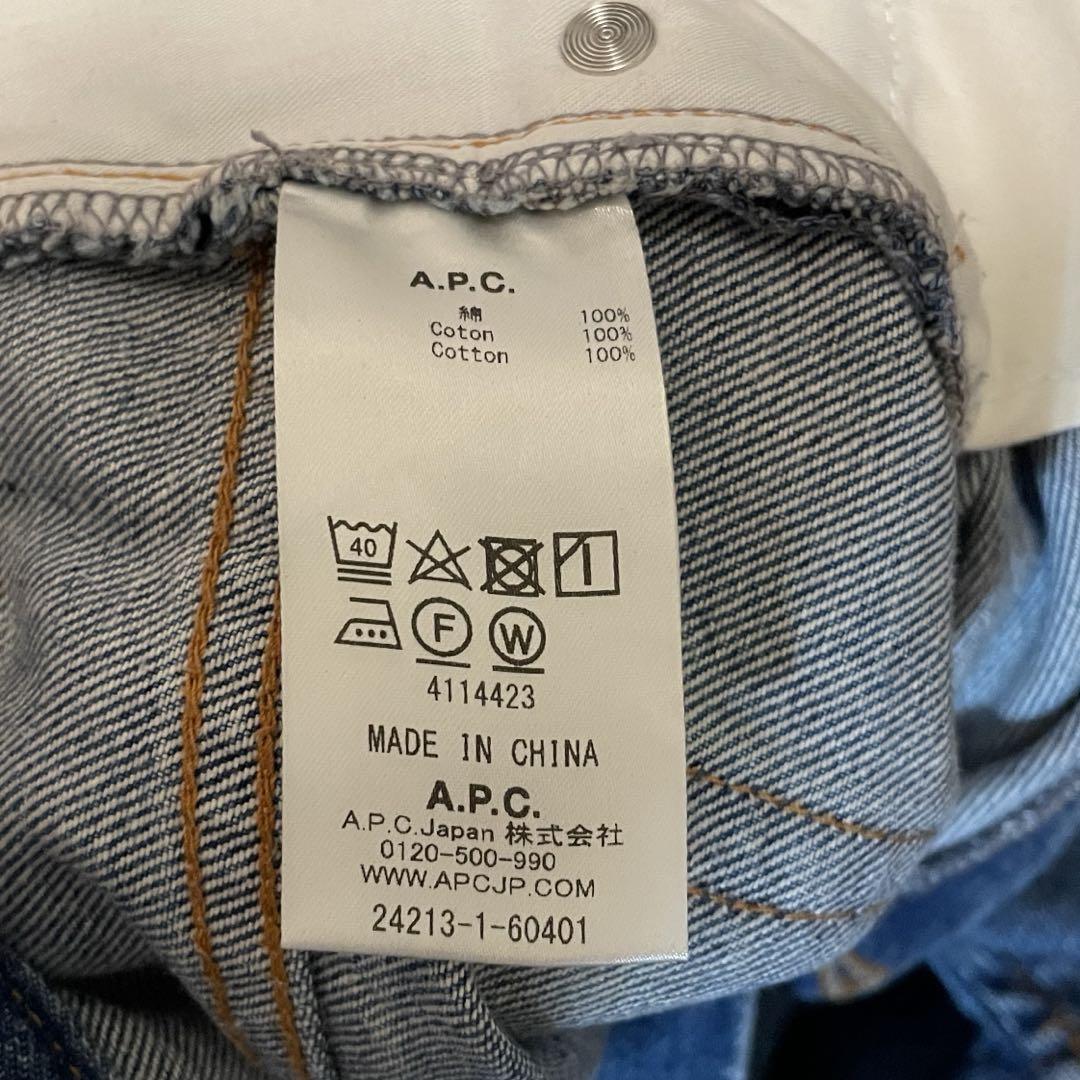 A.P.C.
綿 100%
Coton 100%
Cotton 100%
40
F W
4114423
MADE IN CHINA
A.P.C.
A.P.C.Japan 株式会社
0120-500-990
WWW.APCJP.COM
24213-1-60401